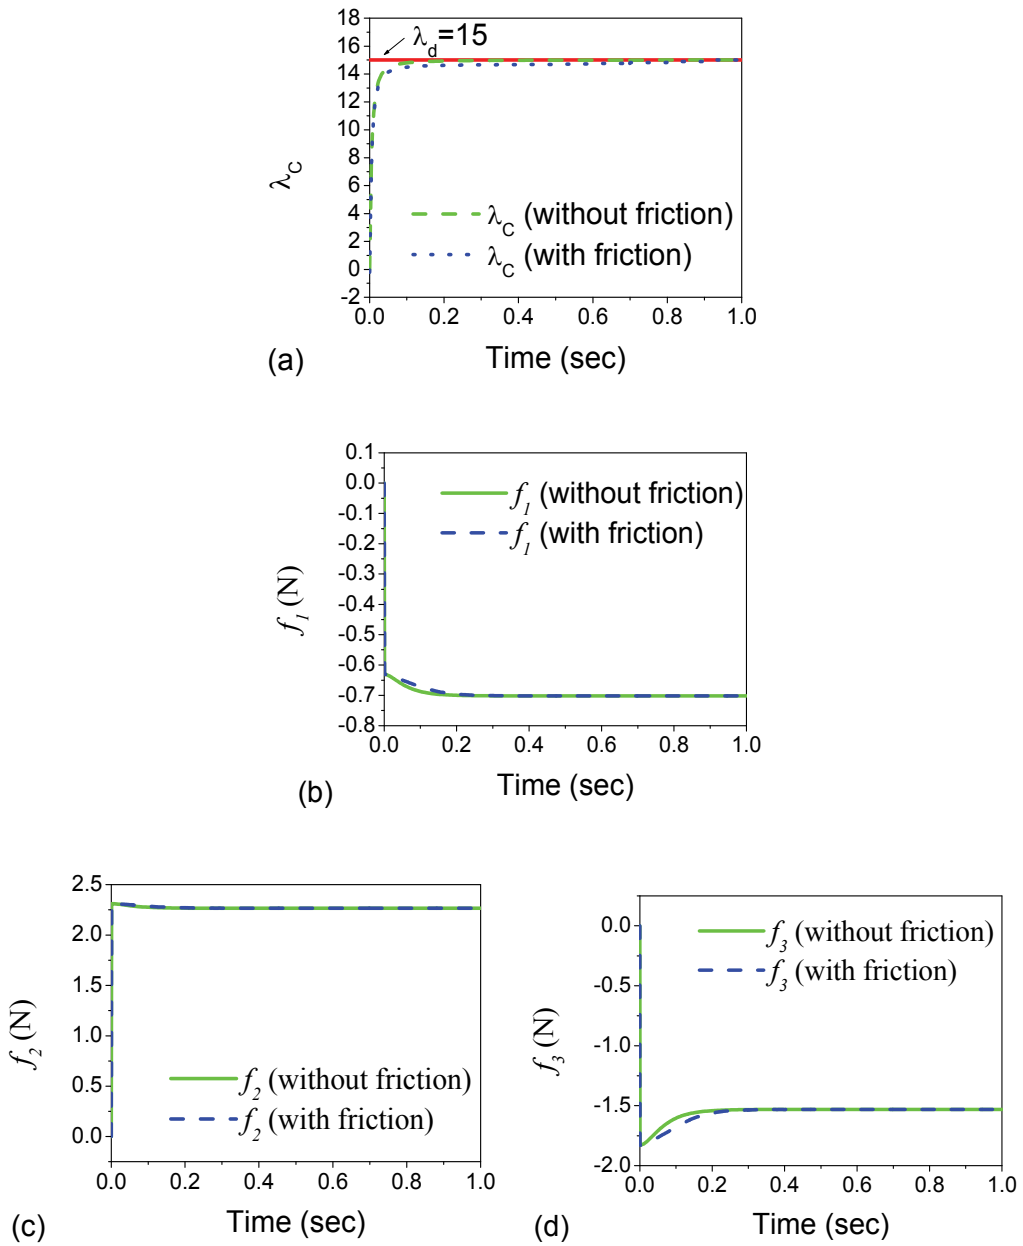 λd=15
18
16
14
12
10
8
6
4
2
0
-2
λC
λC (without friction)
λC (with friction)
0.0 0.2 0.4 0.6 0.8 1.0
Time (sec)
(a)
0.1
0.0
-0.1
-0.2
-0.3
-0.4
-0.5
-0.6
-0.7
-0.8
f1 (N)
f1 (without friction)
f1 (with friction)
0.0 0.2 0.4 0.6 0.8 1.0
Time (sec)
(b)
2.5
2.0
1.5
1.0
0.5
0.0
f2 (N)
f2 (without friction)
f2 (with friction)
0.0 0.2 0.4 0.6 0.8 1.0
Time (sec)
(c)
0.0
-0.5
-1.0
-1.5
-2.0
f3 (N)
f3 (without friction)
f3 (with friction)
0.0 0.2 0.4 0.6 0.8 1.0
Time (sec)
(d)